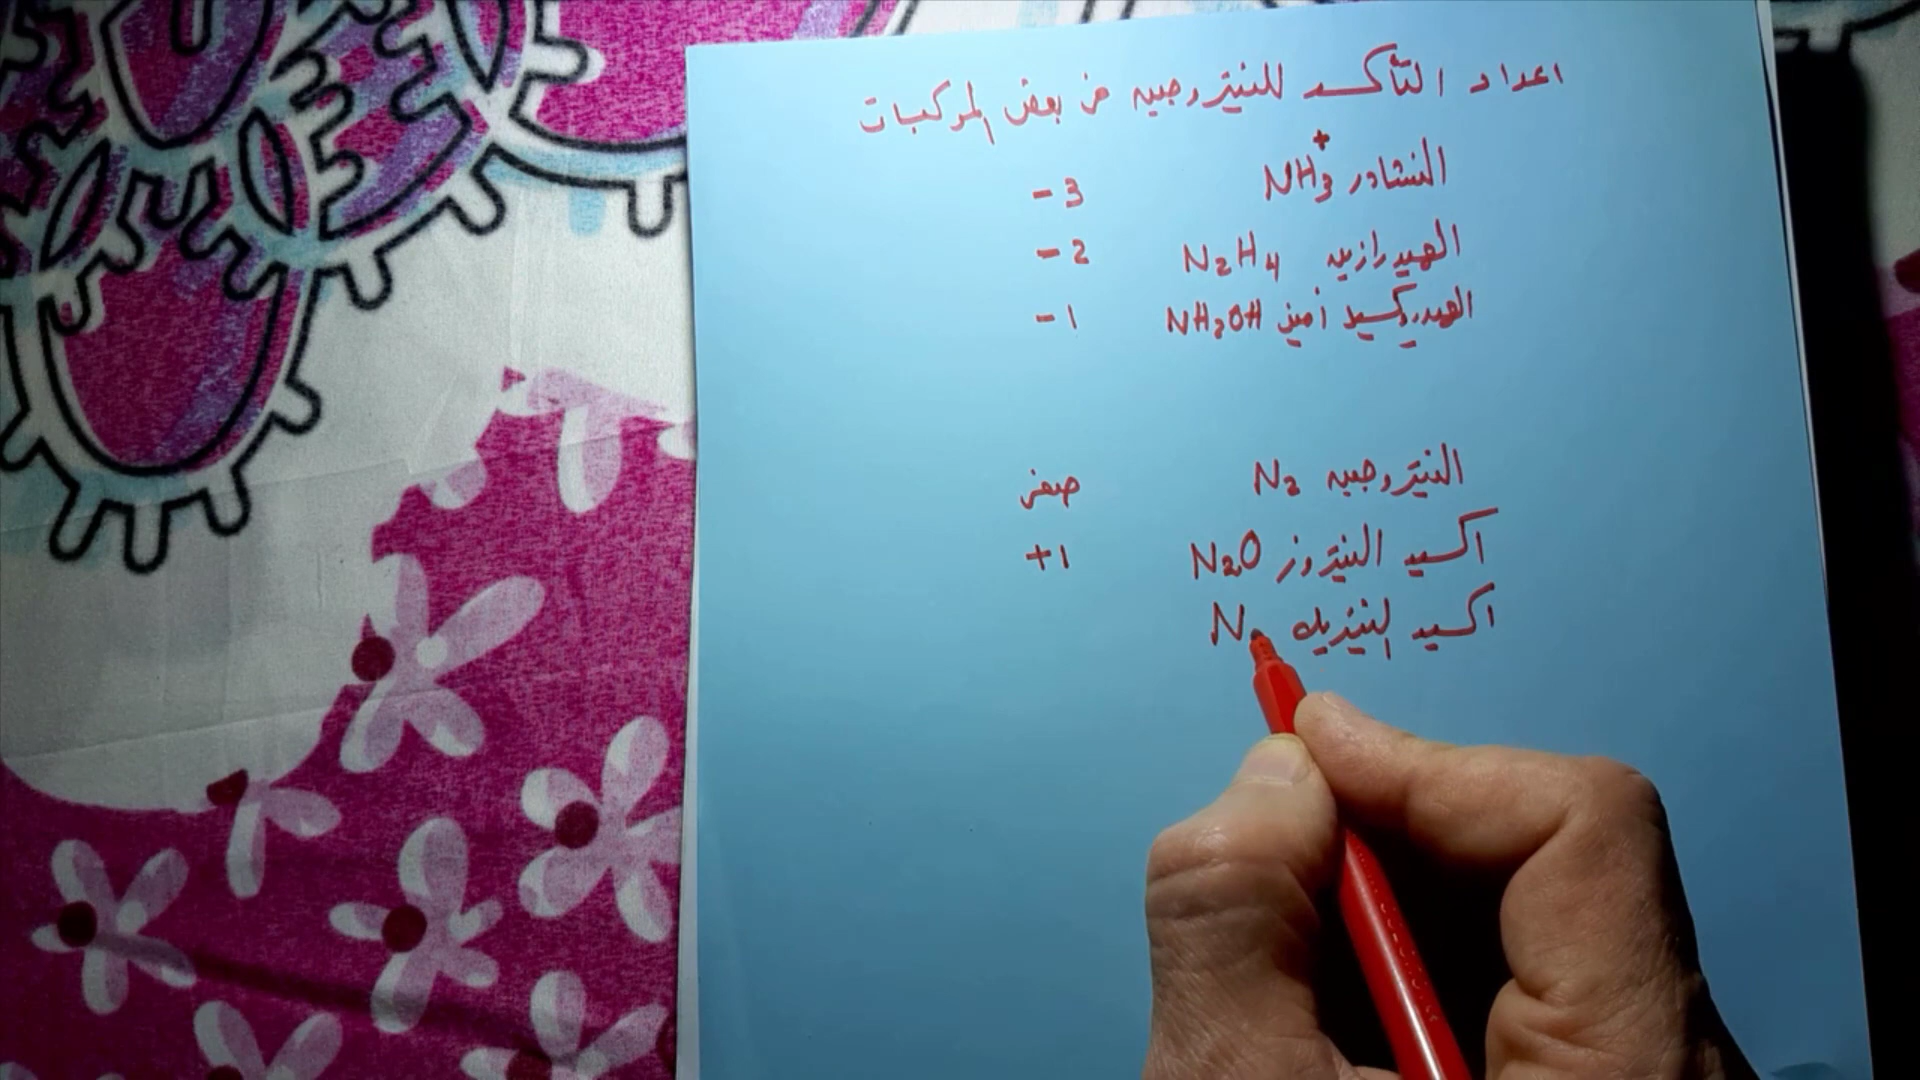 اعداد التأكسد للنيتروجين فى بعض المركبات
النشادر NH₃⁺ -3
الهيدرازين N₂H₄ -2
الهيدروكسيد أمين NH₂OH -1
النيتروجين N₂ صفر
اكسيد النيتروز N₂O +1
اكسيد النيتريك N